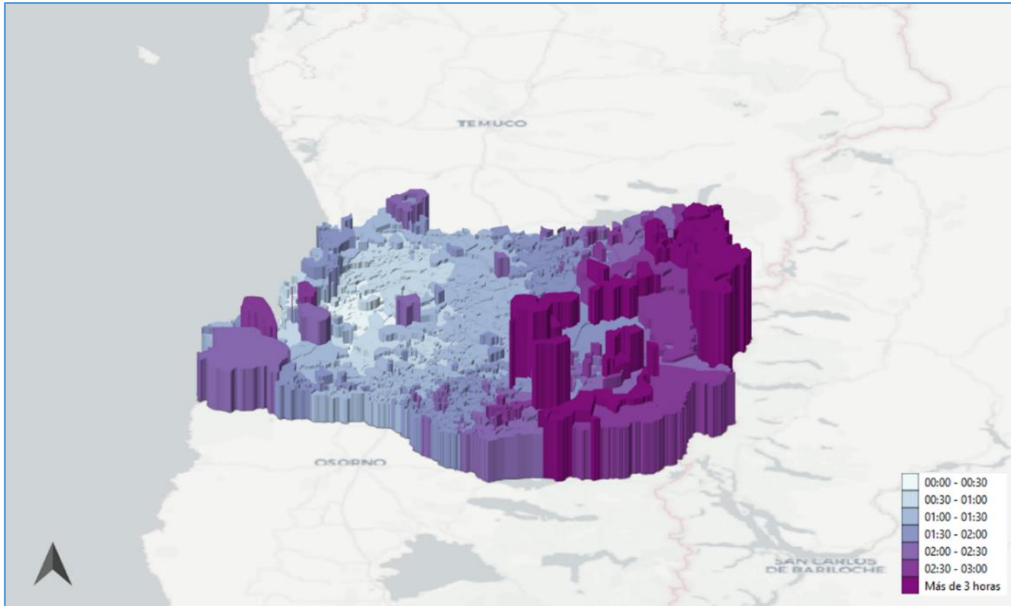 TEMUCO
OSORNO
SAN CARLOS
DE BARILOCHE
00:00 - 00:30
00:30 - 01:00
01:00 - 01:30
01:30 - 02:00
02:00 - 02:30
02:30 - 03:00
Más de 3 horas